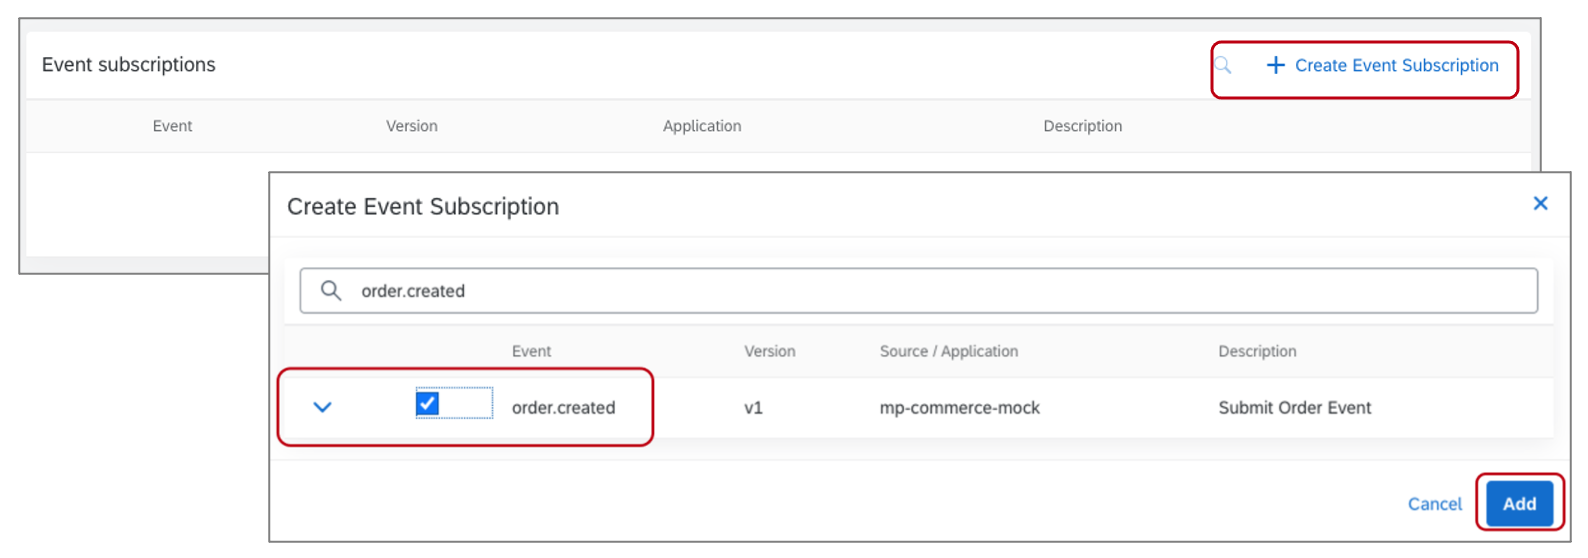 Event subscriptions
Create Event Subscription
Event Version Application Description
Create Event Subscription
order.created
Event Version Source / Application Description
order.created v1 mp-commerce-mock Submit Order Event
Cancel Add